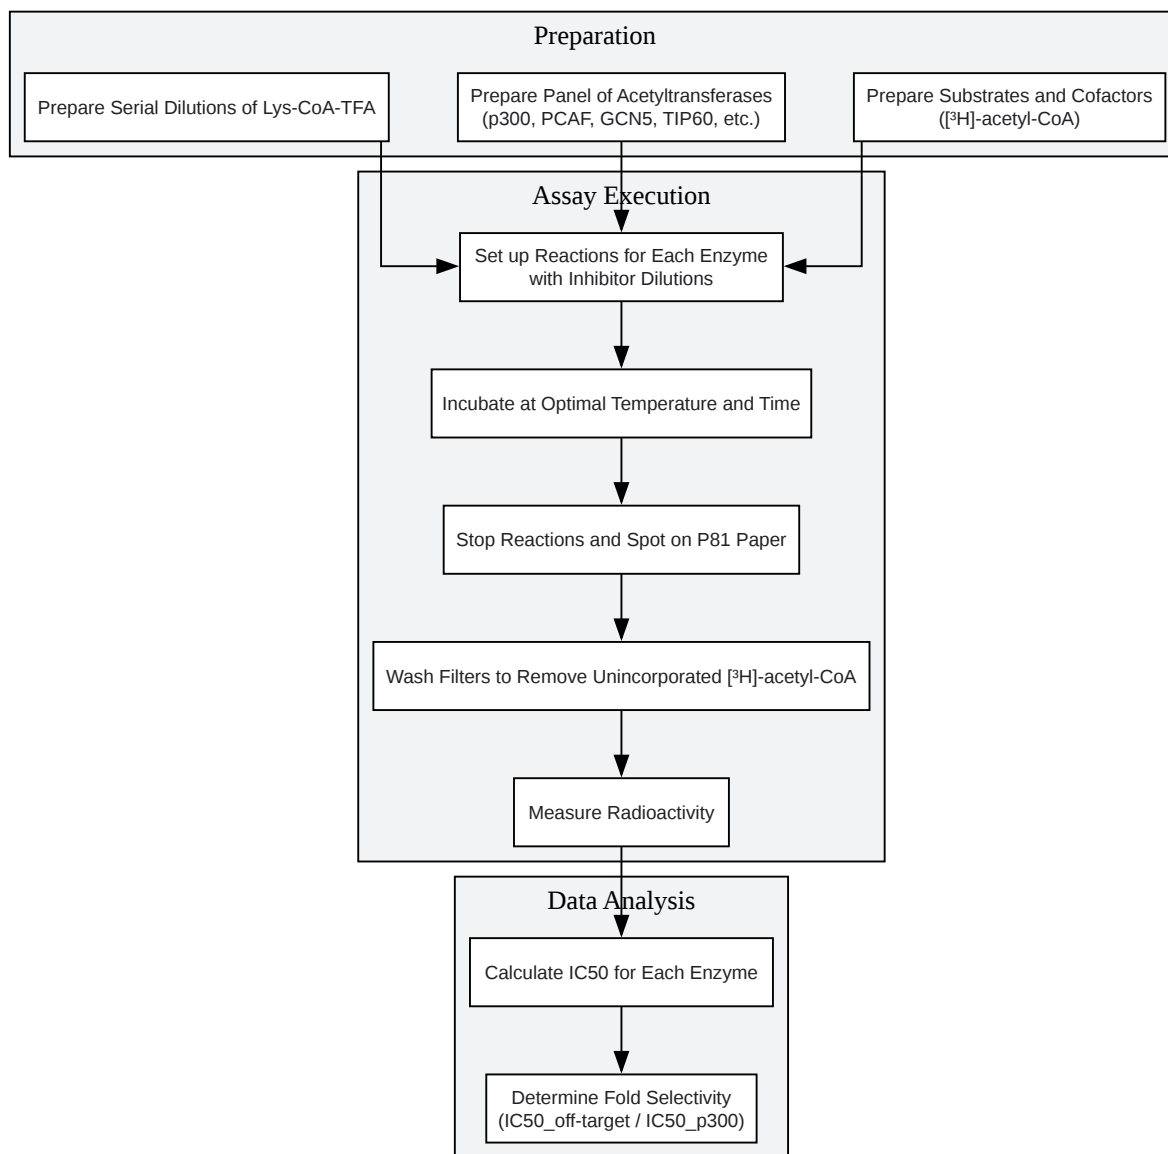 Preparation
Prepare Serial Dilutions of Lys-CoA-TFA
Prepare Panel of Acetyltransferases
(p300, PCAF, GCN5, TIP60, etc.)
Prepare Substrates and Cofactors
([³H]-acetyl-CoA)
Assay Execution
Set up Reactions for Each Enzyme
with Inhibitor Dilutions
Incubate at Optimal Temperature and Time
Stop Reactions and Spot on P81 Paper
Wash Filters to Remove Unincorporated [³H]-acetyl-CoA
Measure Radioactivity
Data Analysis
Calculate IC50 for Each Enzyme
Determine Fold Selectivity
(IC50_off-target / IC50_p300)